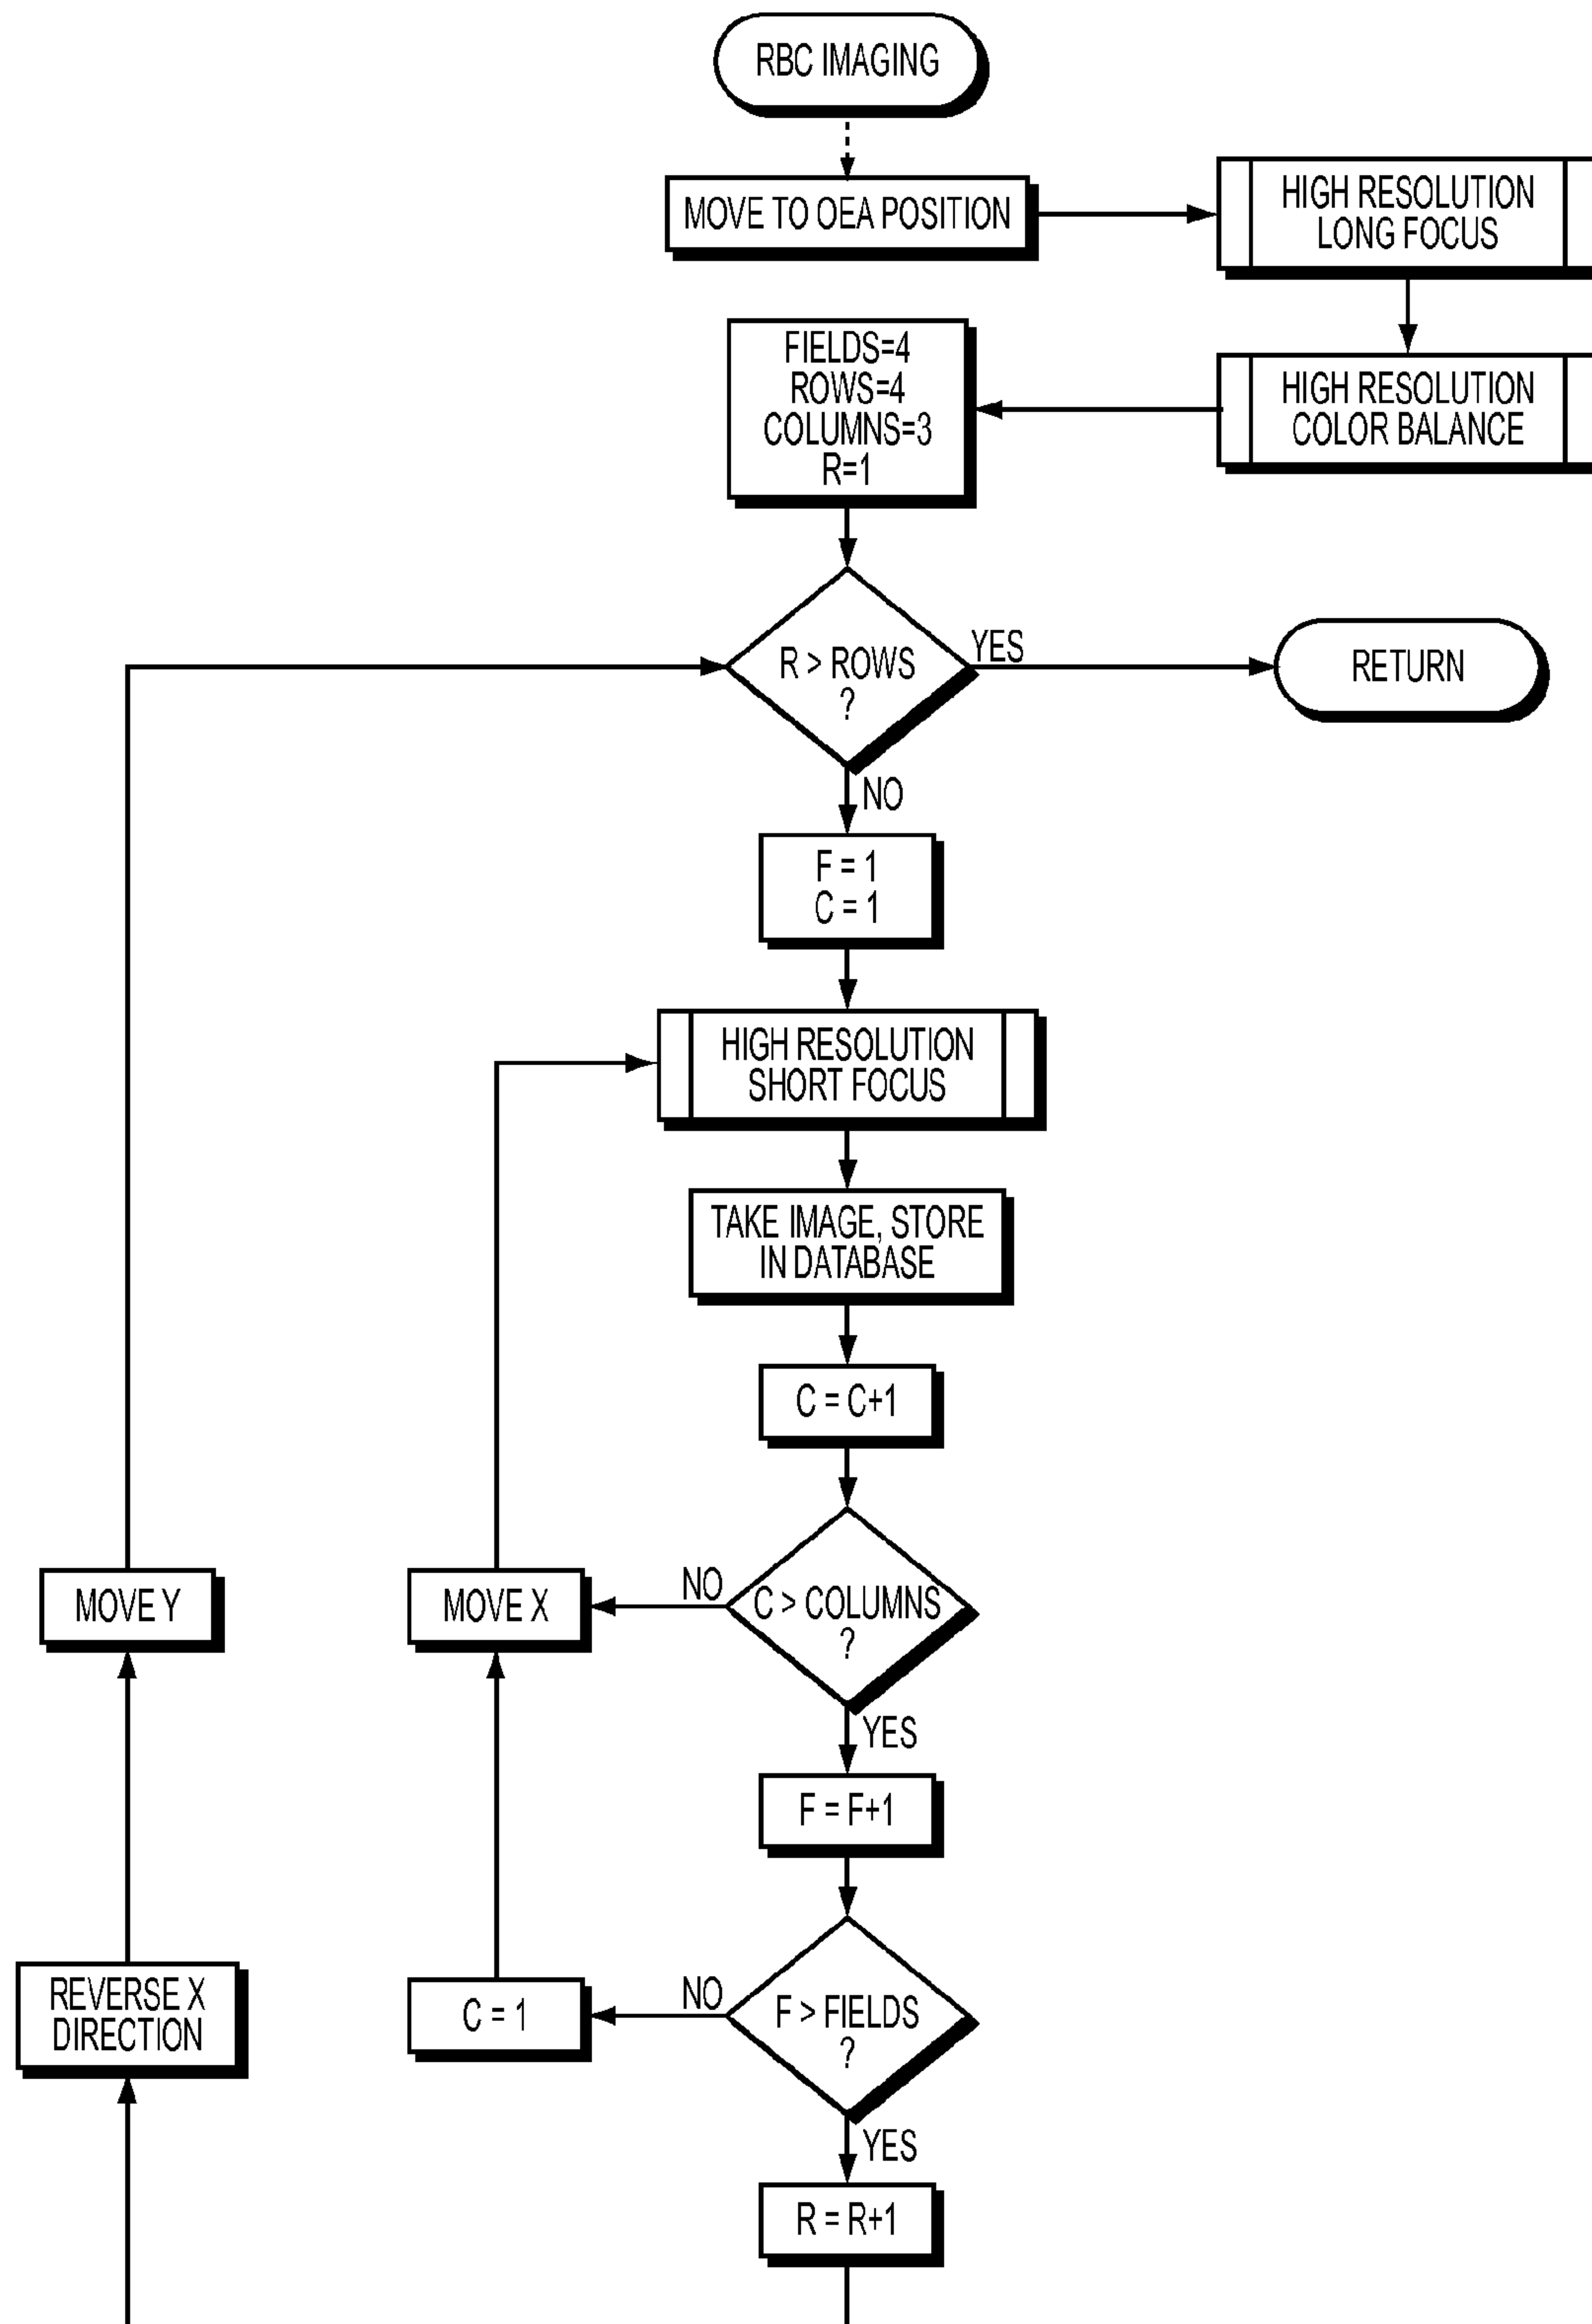 RBC IMAGING
MOVE TO OEA POSITION
HIGH RESOLUTION
LONG FOCUS
HIGH RESOLUTION
COLOR BALANCE
FIELDS=4
ROWS=4
COLUMNS=3
R=1
R > ROWS
?
YES
RETURN
NO
F = 1
C = 1
HIGH RESOLUTION
SHORT FOCUS
TAKE IMAGE, STORE
IN DATABASE
C = C+1
C > COLUMNS
?
NO
MOVE X
MOVE Y
YES
F = F+1
F > FIELDS
?
NO
C = 1
REVERSE X
DIRECTION
YES
R = R+1